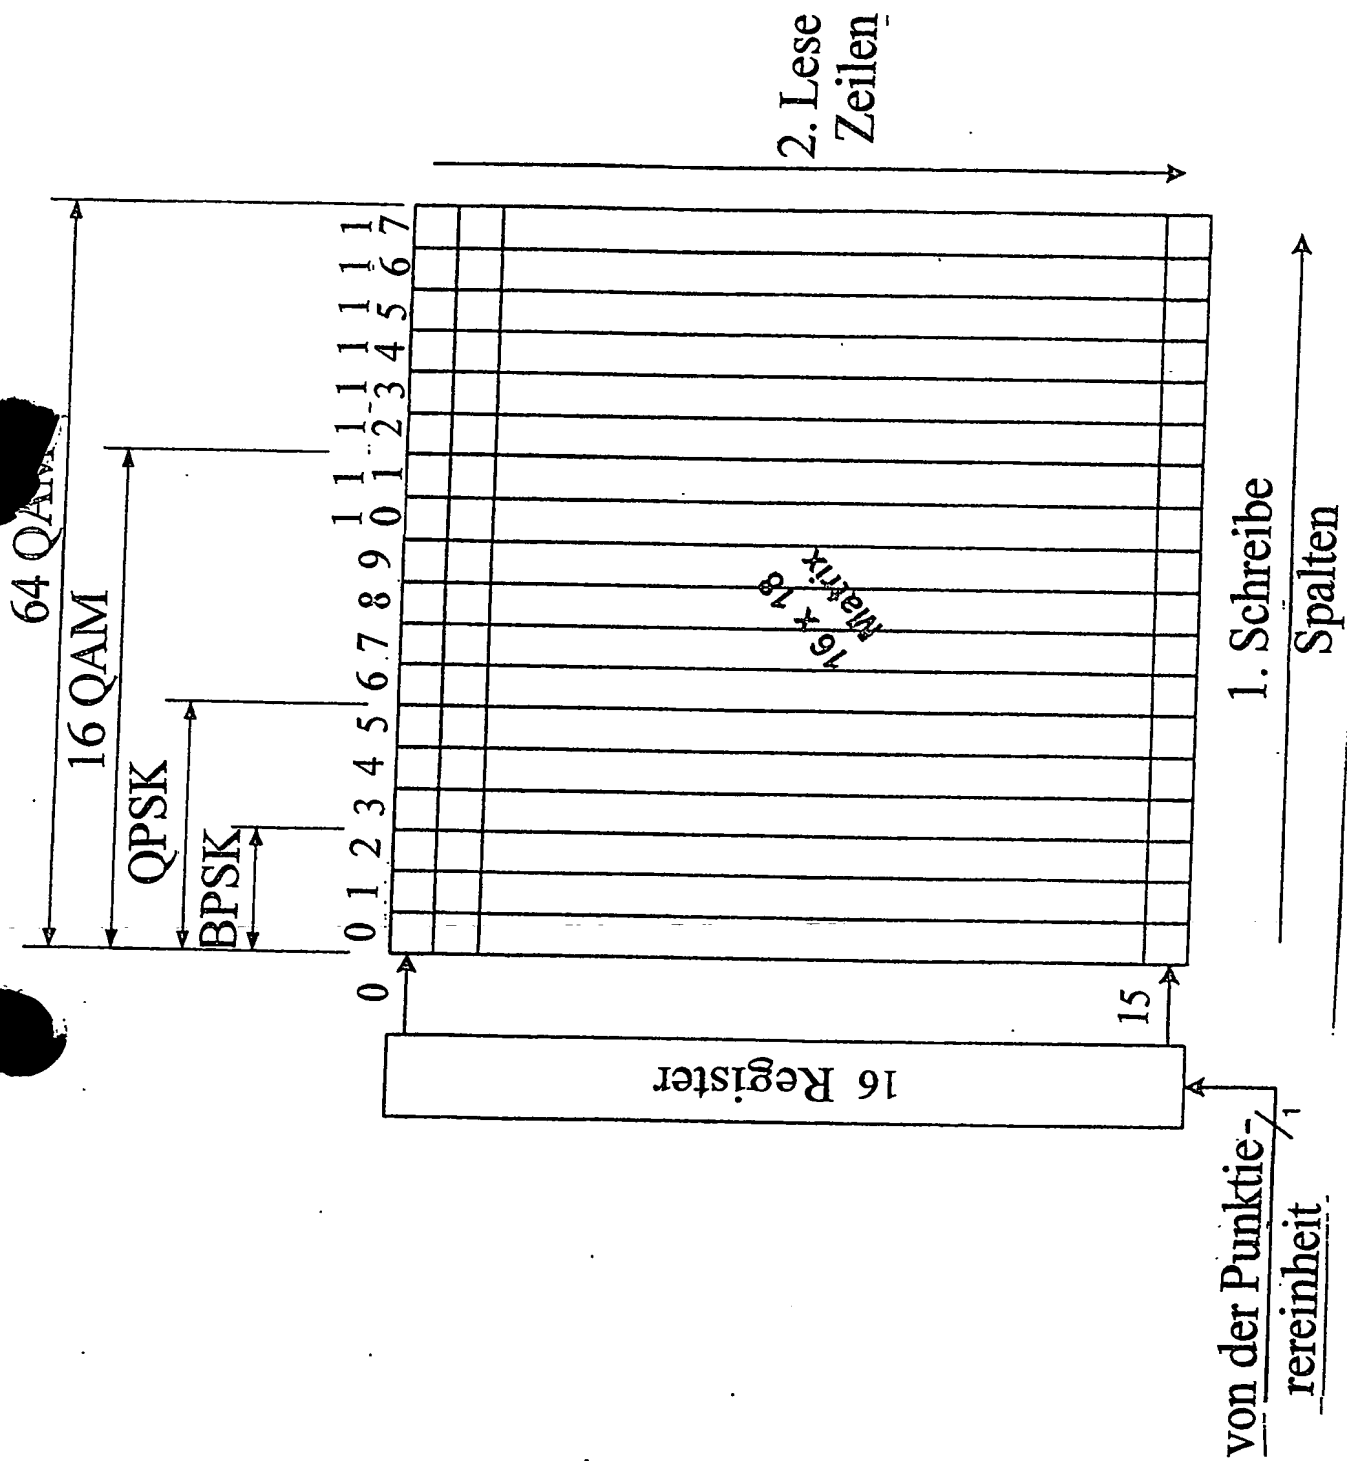 64 QAM
16 QAM
QPSK
BPSK
0 1 2 3 4 5 6 7 8 9 10 11 12 13 14 15 16 17
0
15
16 Register
16 x 18
Matrix
2. Lese
Zeilen
1. Schreibe
Spalten
von der Punktie-
rereinheit
1